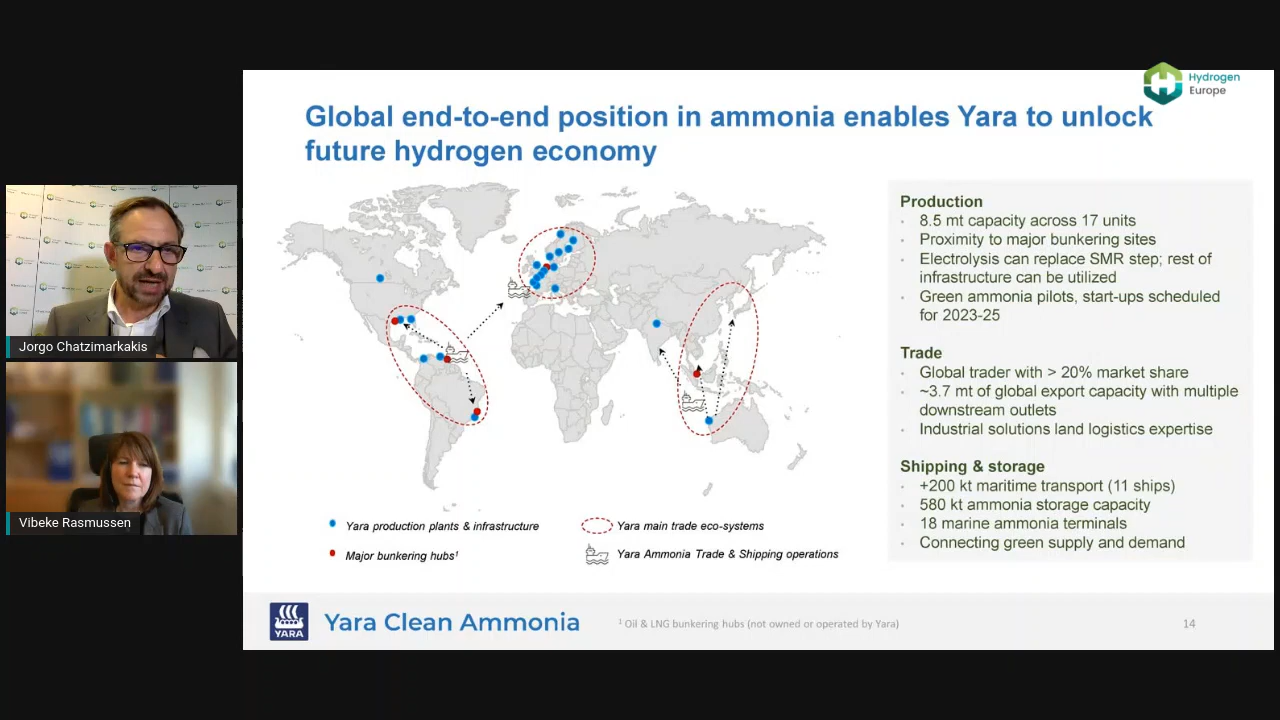 Hydrogen
Europe
Global end-to-end position in ammonia enables Yara to unlock
future hydrogen economy
Jorgo Chatzimarkakis
Vibeke Rasmussen
Yara production plants & infrastructure
Major bunkering hubs¹
Yara main trade eco-systems
Yara Ammonia Trade & Shipping operations
Production
· 8.5 mt capacity across 17 units
· Proximity to major bunkering sites
· Electrolysis can replace SMR step; rest of
infrastructure can be utilized
· Green ammonia pilots, start-ups scheduled
for 2023-25
Trade
· Global trader with > 20% market share
· ~3.7 mt of global export capacity with multiple
downstream outlets
· Industrial solutions land logistics expertise
Shipping & storage
· +200 kt maritime transport (11 ships)
· 580 kt ammonia storage capacity
· 18 marine ammonia terminals
· Connecting green supply and demand
YARA
Yara Clean Ammonia
¹ Oil & LNG bunkering hubs (not owned or operated by Yara)
14